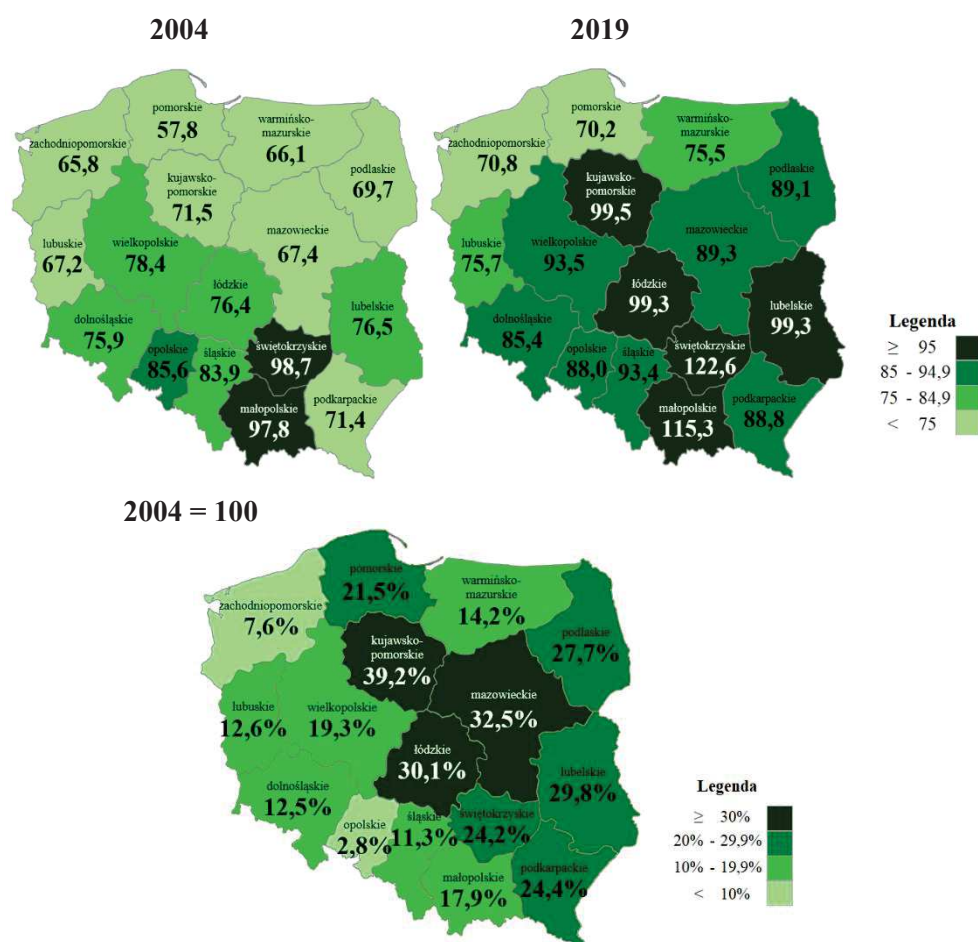 2004
pomorskie
57,8
warmińsko-
mazurskie
66,1
zachodniopomorskie
65,8
podlaskie
69,7
kujawsko-
pomorskie
71,5
mazowieckie
67,4
lubuskie
67,2
wielkopolskie
78,4
łódzkie
76,4
lubelskie
76,5
dolnośląskie
75,9
opolskie
85,6
śląskie
83,9
świętokrzyskie
98,7
podkarpackie
71,4
małopolskie
97,8
2019
pomorskie
70,2
warmińsko-
mazurskie
75,5
zachodniopomorskie
70,8
podlaskie
89,1
kujawsko-
pomorskie
99,5
mazowieckie
89,3
lubuskie
75,7
wielkopolskie
93,5
łódzkie
99,3
lubelskie
99,3
dolnośląskie
85,4
opolskie
88,0
śląskie
93,4
świętokrzyskie
122,6
podkarpackie
88,8
małopolskie
115,3
Legenda
≥ 95
85 - 94,9
75 - 84,9
< 75
2004 = 100
pomorskie
21,5%
warmińsko-
mazurskie
14,2%
zachodniopomorskie
7,6%
podlaskie
27,7%
kujawsko-
pomorskie
39,2%
mazowieckie
32,5%
lubuskie
12,6%
wielkopolskie
19,3%
łódzkie
30,1%
lubelskie
29,8%
dolnośląskie
12,5%
opolskie
2,8%
śląskie
11,3%
świętokrzyskie
24,2%
podkarpackie
24,4%
małopolskie
17,9%
Legenda
≥ 30%
20% - 29,9%
10% - 19,9%
< 10%